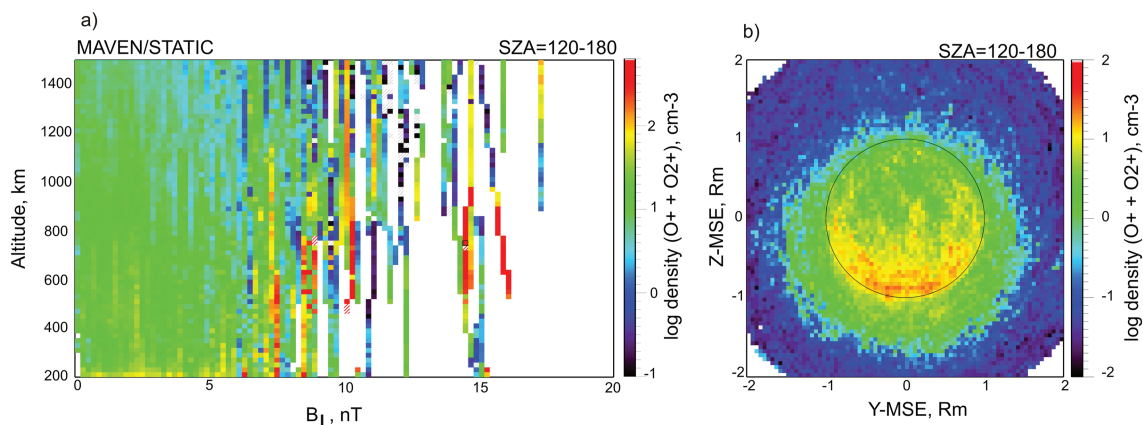 a)
MAVEN/STATIC SZA=120-180
1400
1200
1000
800
600
400
200
Altitude, km
0 5 10 15 20
B⊥, nT
2
1
0
-1
log density (O+ + O2+), cm-3
b)
SZA=120-180
2
1
0
-1
-2
Z-MSE, Rm
-2 -1 0 1 2
Y-MSE, Rm
2
1
0
-1
-2
log density (O+ + O2+), cm-3